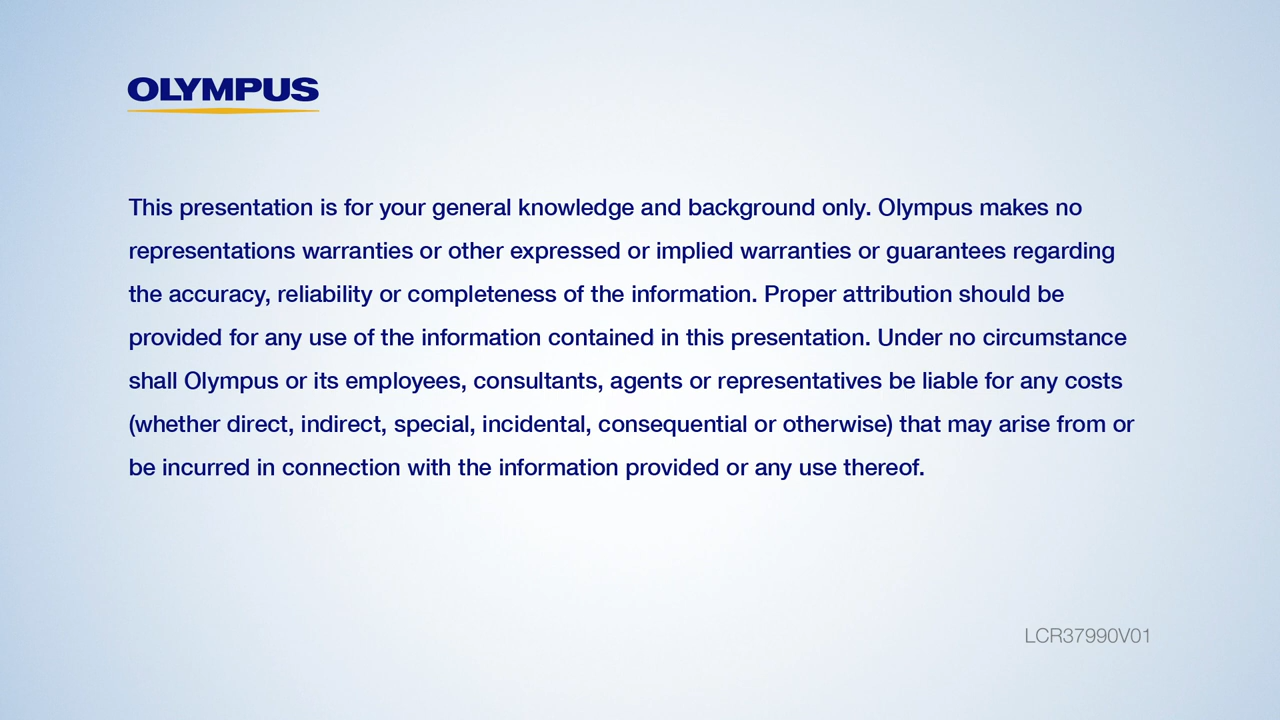 OLYMPUS
This presentation is for your general knowledge and background only. Olympus makes no
representations warranties or other expressed or implied warranties or guarantees regarding
the accuracy, reliability or completeness of the information. Proper attribution should be
provided for any use of the information contained in this presentation. Under no circumstance
shall Olympus or its employees, consultants, agents or representatives be liable for any costs
(whether direct, indirect, special, incidental, consequential or otherwise) that may arise from or
be incurred in connection with the information provided or any use thereof.
LCR37990V01